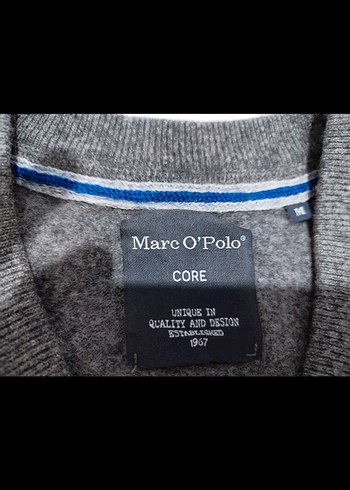 M
Marc O'Polo®
CORE
UNIQUE IN
QUALITY AND DESIGN
ESTABLISHED
1967